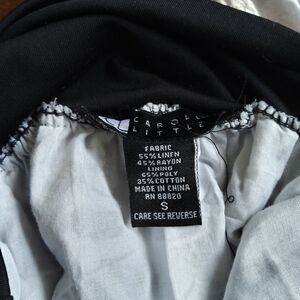 CAROLE
LITTLE
FABRIC
55% LINEN
45% RAYON
LINING
65% POLY
35% COTTON
MADE IN CHINA
RN 88820
S
CARE SEE REVERSE